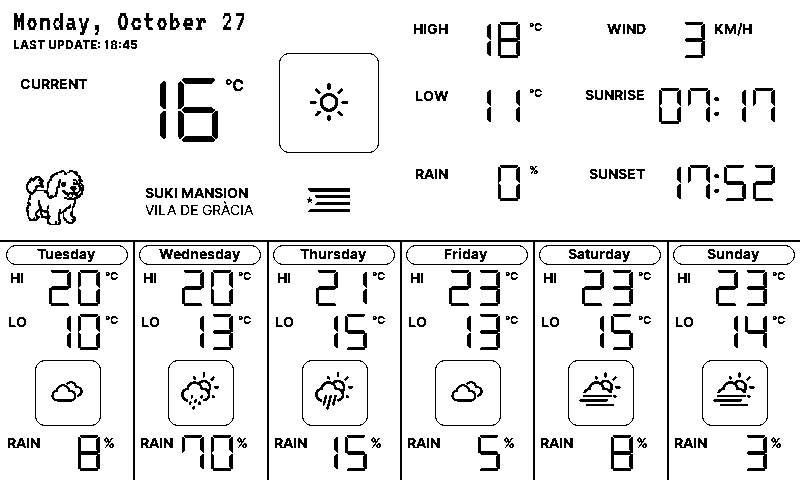 Monday, October 27
LAST UPDATE: 18:45
CURRENT 16 °C
HIGH 18 °C
WIND 3 KM/H
LOW 11 °C
SUNRISE 07:17
RAIN 0 %
SUNSET 17:52
SUKI MANSION
VILA DE GRÀCIA
Tuesday
HI 20 °C
LO 10 °C
RAIN 8 %
Wednesday
HI 20 °C
LO 13 °C
RAIN 70 %
Thursday
HI 21 °C
LO 15 °C
RAIN 15 %
Friday
HI 23 °C
LO 13 °C
RAIN 5 %
Saturday
HI 23 °C
LO 15 °C
RAIN 8 %
Sunday
HI 23 °C
LO 14 °C
RAIN 3 %